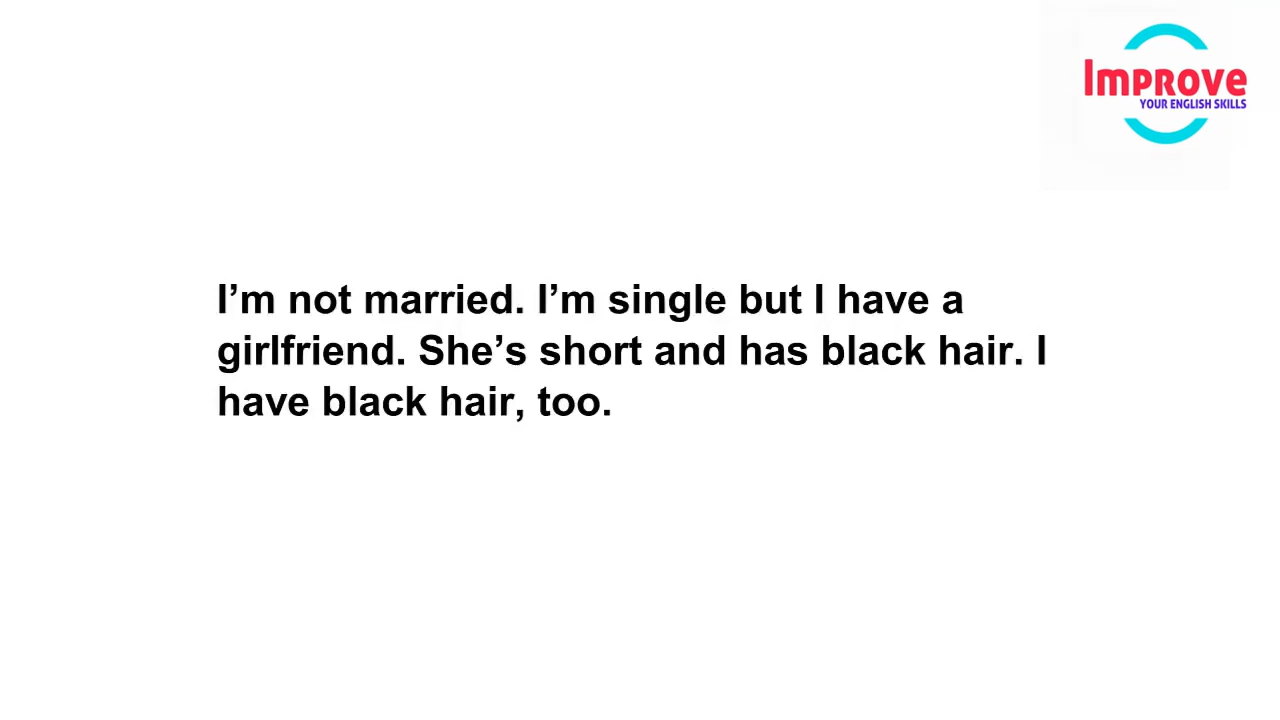 Improve
YOUR ENGLISH SKILLS
I’m not married. I’m single but I have a
girlfriend. She’s short and has black hair. I
have black hair, too.